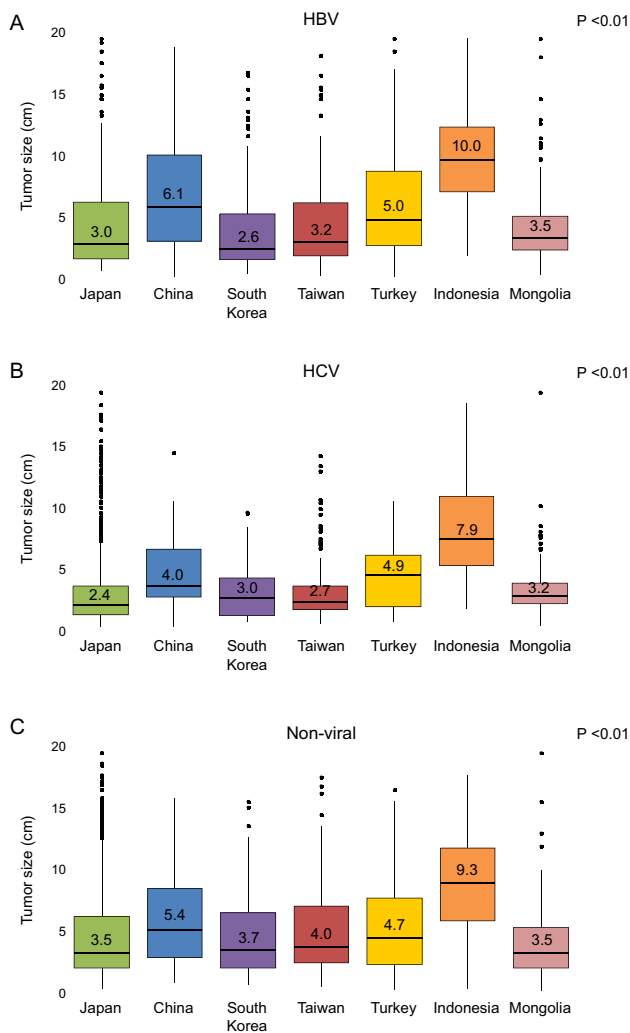 A
HBV
P <0.01
Tumor size (cm)
20
15
10
5
0
3.0
6.1
2.6
3.2
5.0
10.0
3.5
Japan
China
South
Korea
Taiwan
Turkey
Indonesia
Mongolia
B
HCV
P <0.01
Tumor size (cm)
20
15
10
5
0
2.4
4.0
3.0
2.7
4.9
7.9
3.2
Japan
China
South
Korea
Taiwan
Turkey
Indonesia
Mongolia
C
Non-viral
P <0.01
Tumor size (cm)
20
15
10
5
0
3.5
5.4
3.7
4.0
4.7
9.3
3.5
Japan
China
South
Korea
Taiwan
Turkey
Indonesia
Mongolia